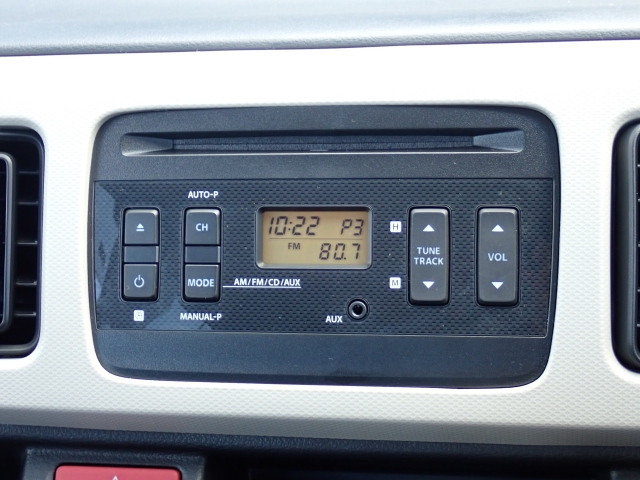 AUTO-P
CH
MODE
AM/FM/CD/AUX
MANUAL-P
C
10:22 P3
FM 80.7
H
M
AUX
TUNE
TRACK
VOL